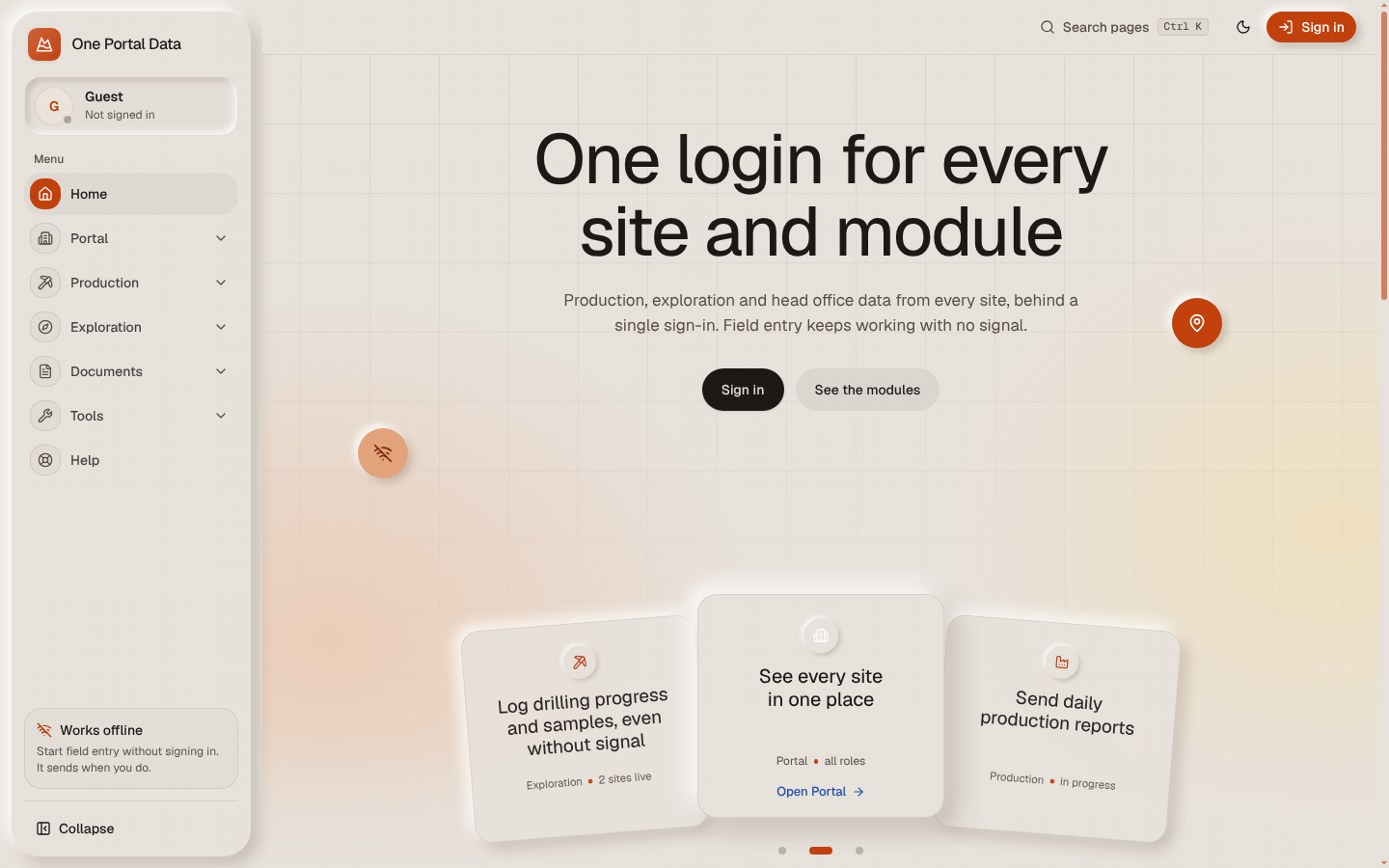 One Portal Data
G
Guest
Not signed in
Menu
Home
Portal
Production
Exploration
Documents
Tools
Help
Works offline
Start field entry without signing in.
It sends when you do.
Collapse
Search pages
Ctrl K
Sign in
One login for every
site and module
Production, exploration and head office data from every site, behind a
single sign-in. Field entry keeps working with no signal.
Sign in
See the modules
Log drilling progress
and samples, even
without signal
Exploration • 2 sites live
See every site
in one place
Portal • all roles
Open Portal →
Send daily
production reports
Production • in progress